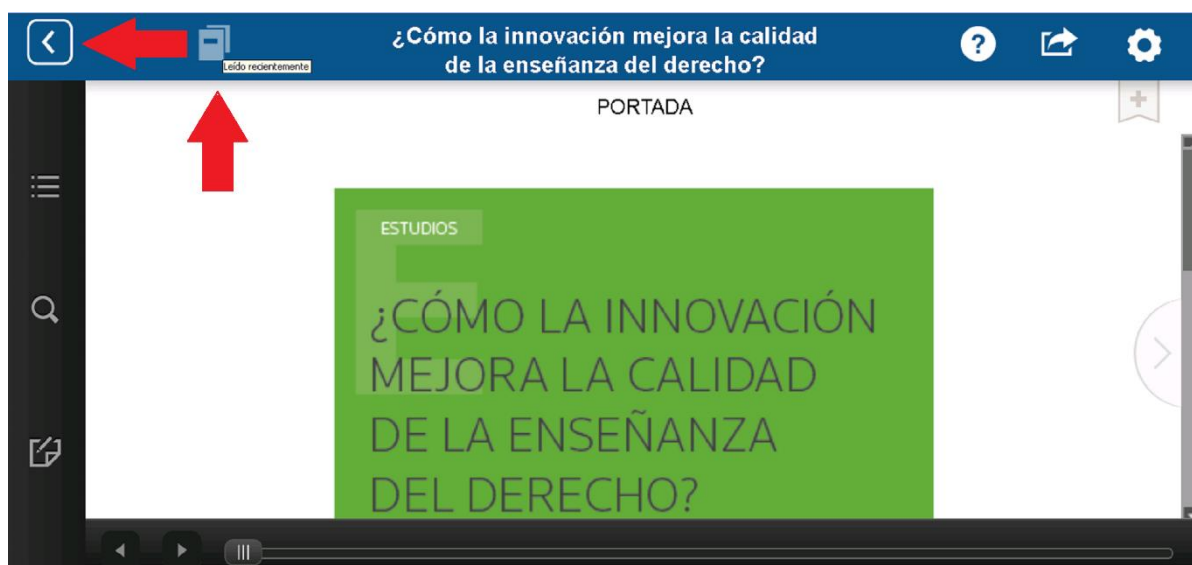 ¿Cómo la innovación mejora la calidad
de la enseñanza del derecho?
Leído recientemente
PORTADA
ESTUDIOS
¿CÓMO LA INNOVACIÓN
MEJORA LA CALIDAD
DE LA ENSEÑANZA
DEL DERECHO?